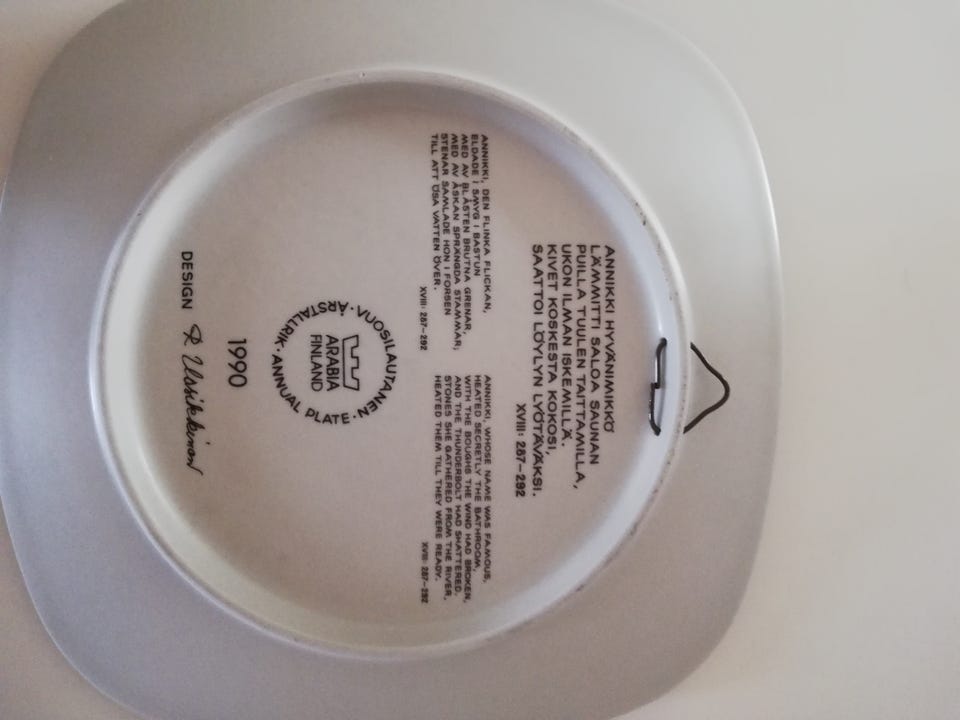 ANNIKKI HYVÄNIMIKKÖ
LÄMMITTI SALOA SAUNAN
PUILLA TUULEN TAITTAMILLA,
UKON ILMAN ISKEMILLÄ.
KIVET KOSKESTA KOKOSI,
SAATTOI LÖYLYN LYÖTÄVÄKSI.
XVIII: 287-292
ANNIKKI, DEN FLINKA FLICKAN,
ELDADE I SMYG I BASTUN
MED AV BLÅSTEN BRUTNA GRENAR,
MED AV ÅSKAN SPRÄNGDA STAMMAR;
STENAR SAMLADE HON I FORSEN
TILL ATT ÖSA VATTEN ÖVER.
XVIII: 287-292
ANNIKKI, WHOSE NAME WAS FAMOUS,
HEATED SECRETLY THE BATHROOM,
WITH THE BOUGHS THE WIND HAD BROKEN,
AND THE THUNDERBOLT HAD SHATTERED.
STONES SHE GATHERED FROM THE RIVER,
HEATED THEM TILL THEY WERE READY.
XVIII: 287-292
VUOSILAUTANEN · ANNUAL PLATE · ÅRSTALLRIK ·
ARABIA
FINLAND
1990
DESIGN R Uosikkinen